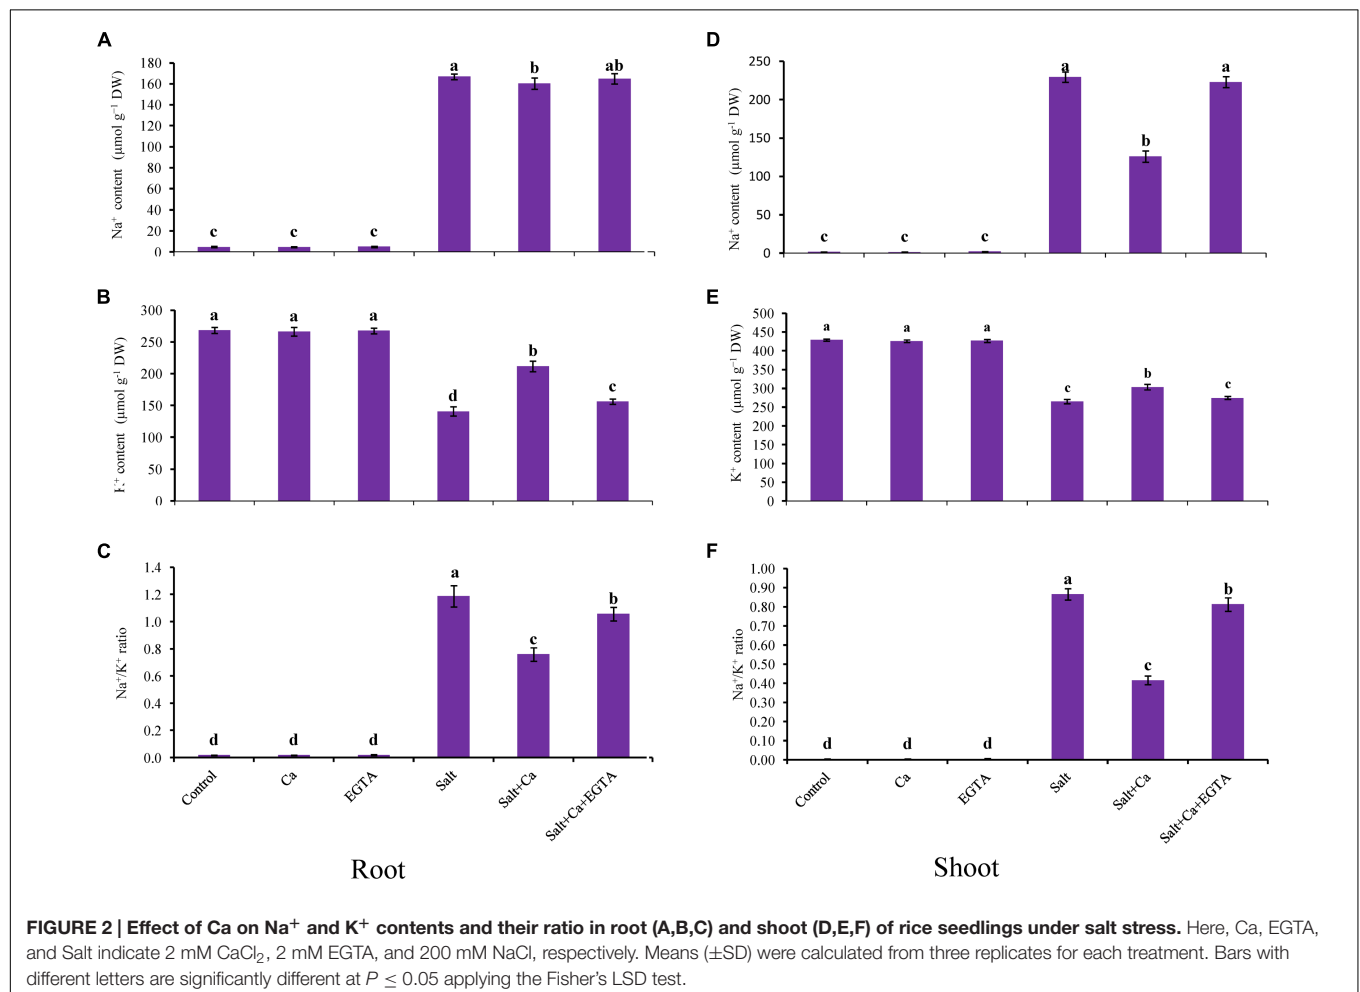 A
Na⁺ content (µmol g⁻¹ DW)
180
160
140
120
100
80
60
40
20
0
c
c
c
a
b
ab
B
K⁺ content (µmol g⁻¹ DW)
300
250
200
150
100
50
0
a
a
a
d
b
c
C
Na⁺/K⁺ ratio
1.4
1.2
1.0
0.8
0.6
0.4
0.2
0.0
d
d
d
a
c
b
Control
Ca
EGTA
Salt
Salt+Ca
Salt+Ca+EGTA
Root
D
Na⁺ content (µmol g⁻¹ DW)
250
200
150
100
50
0
c
c
c
a
b
a
E
K⁺ content (µmol g⁻¹ DW)
500
450
400
350
300
250
200
150
100
50
0
a
a
a
c
b
c
F
Na⁺/K⁺ ratio
1.00
0.90
0.80
0.70
0.60
0.50
0.40
0.30
0.20
0.10
0.00
d
d
d
a
c
b
Control
Ca
EGTA
Salt
Salt+Ca
Salt+Ca+EGTA
Shoot
FIGURE 2 | Effect of Ca on Na⁺ and K⁺ contents and their ratio in root (A,B,C) and shoot (D,E,F) of rice seedlings under salt stress. Here, Ca, EGTA,
and Salt indicate 2 mM CaCl₂, 2 mM EGTA, and 200 mM NaCl, respectively. Means (±SD) were calculated from three replicates for each treatment. Bars with
different letters are significantly different at P ≤ 0.05 applying the Fisher's LSD test.